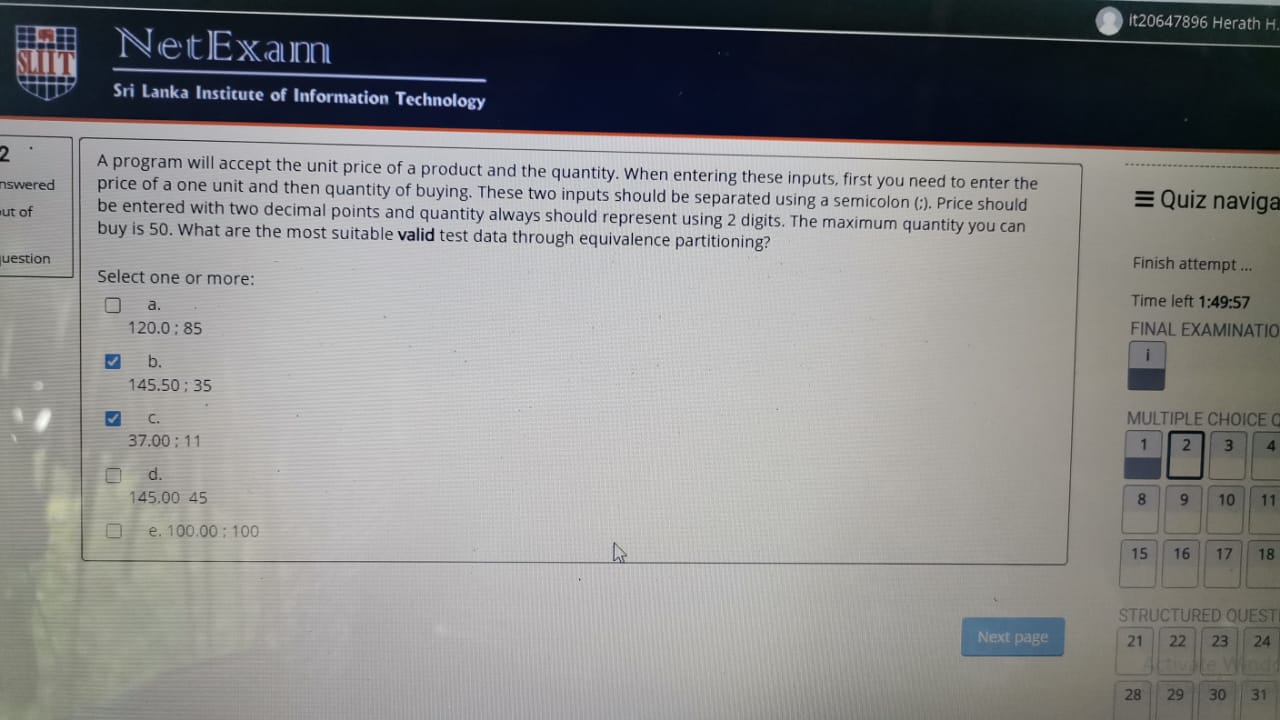 SLIIT
NetExam
Sri Lanka Institute of Information Technology
it20647896 Herath H.
2
nswered
out of
uestion
A program will accept the unit price of a product and the quantity. When entering these inputs, first you need to enter the
price of a one unit and then quantity of buying. These two inputs should be separated using a semicolon (;). Price should
be entered with two decimal points and quantity always should represent using 2 digits. The maximum quantity you can
buy is 50. What are the most suitable valid test data through equivalence partitioning?
Select one or more:
a.
120.0 ; 85
b.
145.50 ; 35
c.
37.00 ; 11
d.
145.00 45
e. 100.00 ; 100
Next page
Quiz naviga
Finish attempt ...
Time left 1:49:57
FINAL EXAMINATIO
i
MULTIPLE CHOICE Q
1 2 3 4
8 9 10 11
15 16 17 18
STRUCTURED QUEST
21 22 23 24
Activate Wind
28 29 30 31